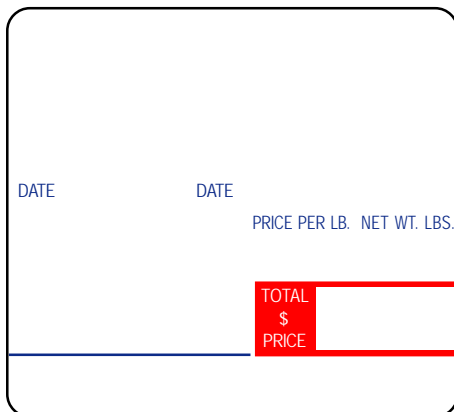 DATE DATE
PRICE PER LB. NET WT. LBS.
TOTAL
$
PRICE